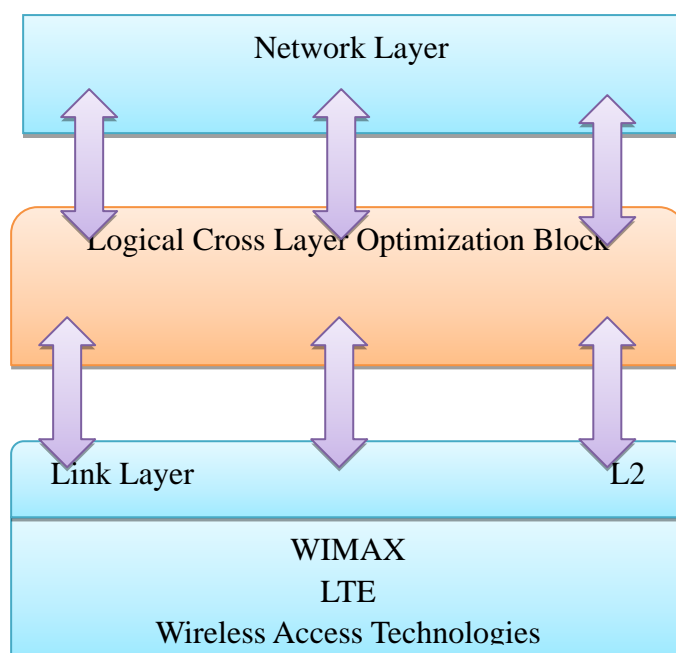 Network Layer
Logical Cross Layer Optimization Block
Link Layer L2
WIMAX
LTE
Wireless Access Technologies